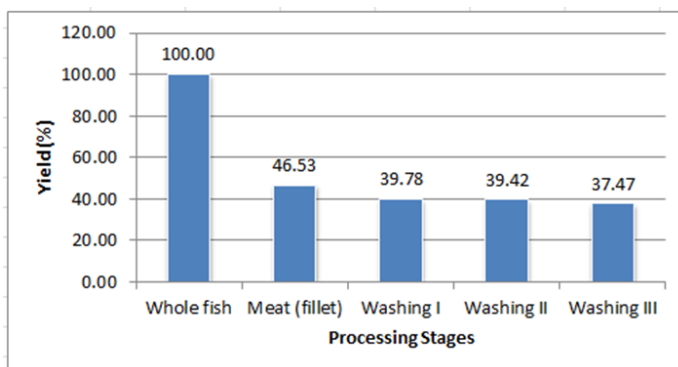 120.00
100.00
80.00
60.00
40.00
20.00
0.00
Yield (%)
100.00
46.53
39.78
39.42
37.47
Whole fish
Meat (fillet)
Washing I
Washing II
Washing III
Processing Stages